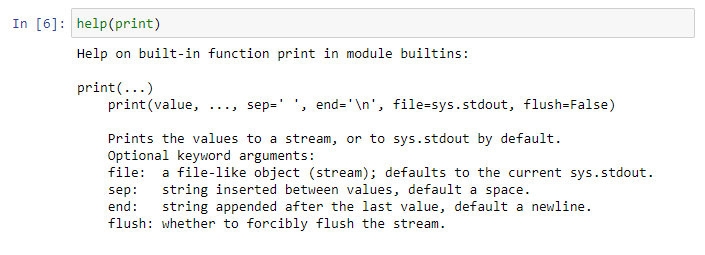 In [6]: help(print)
Help on built-in function print in module builtins:
print(...)
print(value, ..., sep=' ', end='\n', file=sys.stdout, flush=False)
Prints the values to a stream, or to sys.stdout by default.
Optional keyword arguments:
file:  a file-like object (stream); defaults to the current sys.stdout.
sep:   string inserted between values, default a space.
end:   string appended after the last value, default a newline.
flush: whether to forcibly flush the stream.